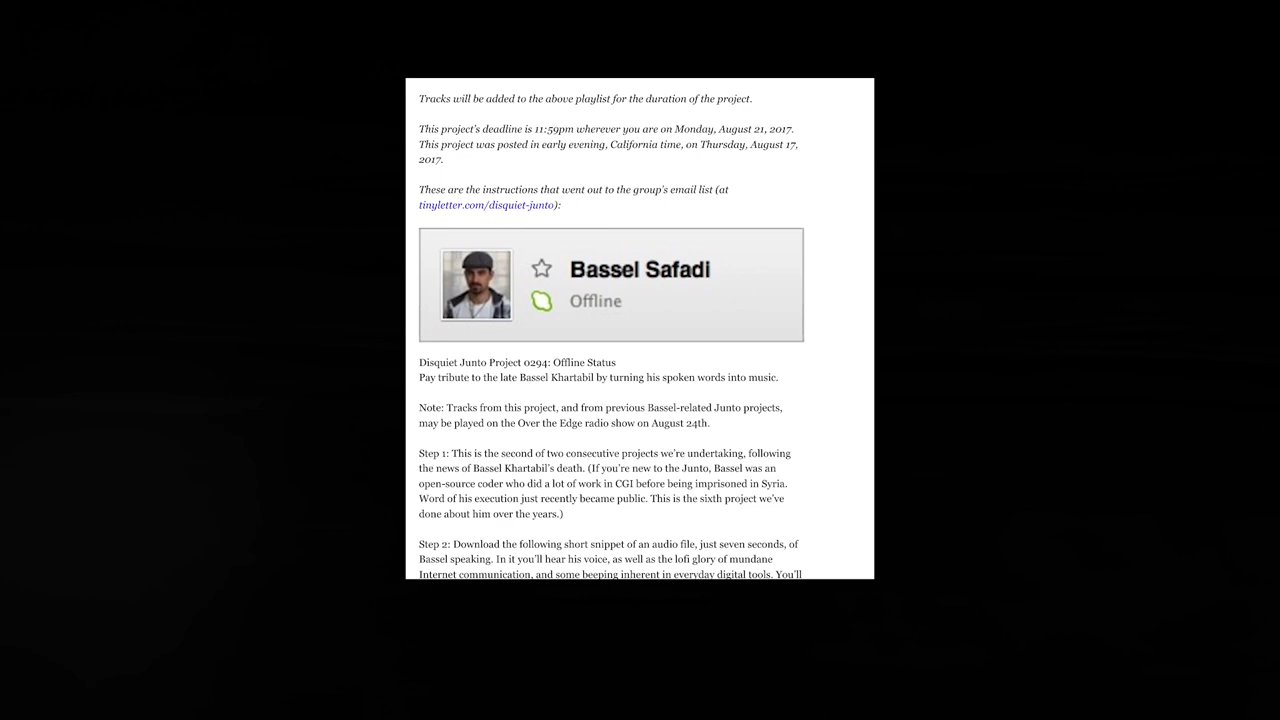 Tracks will be added to the above playlist for the duration of the project.
This project's deadline is 11:59pm wherever you are on Monday, August 21, 2017.
This project was posted in early evening, California time, on Thursday, August 17,
2017.
These are the instructions that went out to the group's email list (at
tinyletter.com/disquiet-junto):
Bassel Safadi
Offline
Disquiet Junto Project 0294: Offline Status
Pay tribute to the late Bassel Khartabil by turning his spoken words into music.
Note: Tracks from this project, and from previous Bassel-related Junto projects,
may be played on the Over the Edge radio show on August 24th.
Step 1: This is the second of two consecutive projects we're undertaking, following
the news of Bassel Khartabil's death. (If you're new to the Junto, Bassel was an
open-source coder who did a lot of work in CGI before being imprisoned in Syria.
Word of his execution just recently became public. This is the sixth project we've
done about him over the years.)
Step 2: Download the following short snippet of an audio file, just seven seconds, of
Bassel speaking. In it you'll hear his voice, as well as the lofi glory of mundane
Internet communication, and some beeping inherent in everyday digital tools. You'll